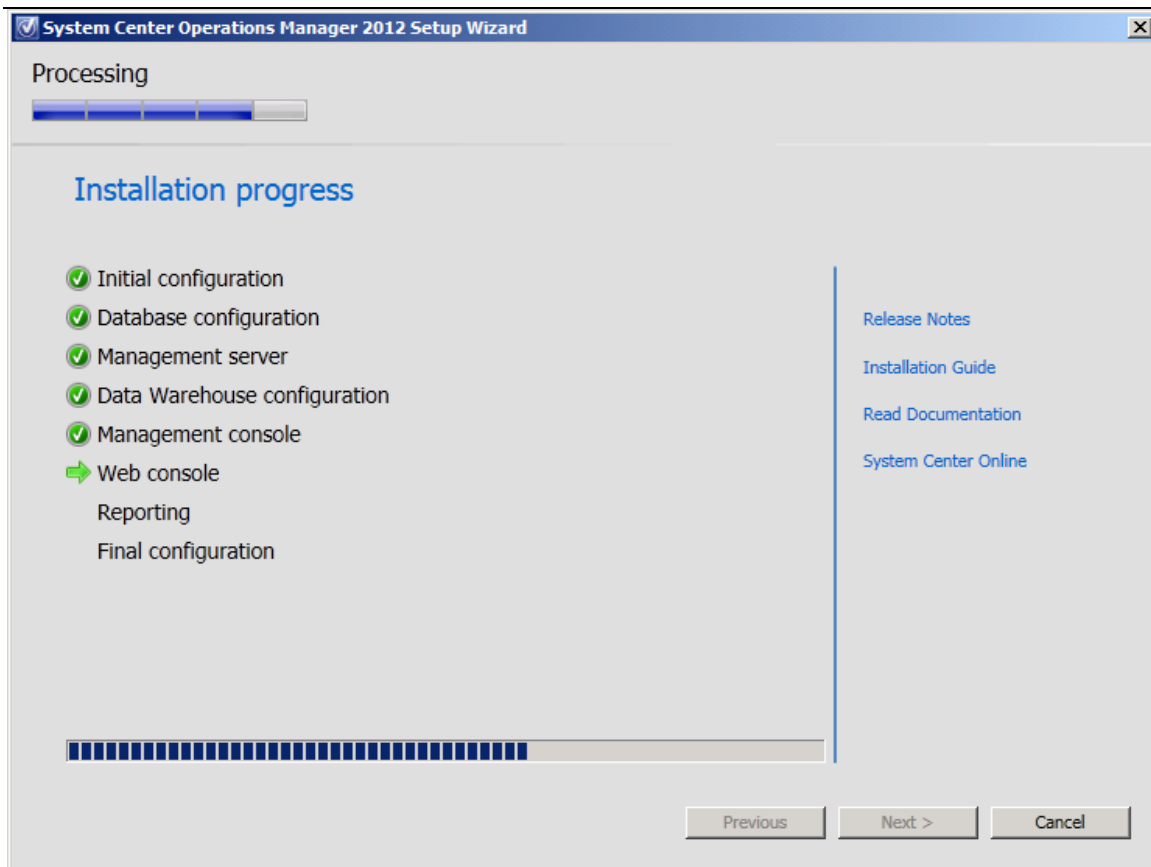 System Center Operations Manager 2012 Setup Wizard
Processing
Installation progress
Initial configuration
Database configuration
Management server
Data Warehouse configuration
Management console
Web console
Reporting
Final configuration
Release Notes
Installation Guide
Read Documentation
System Center Online
Previous
Next >
Cancel